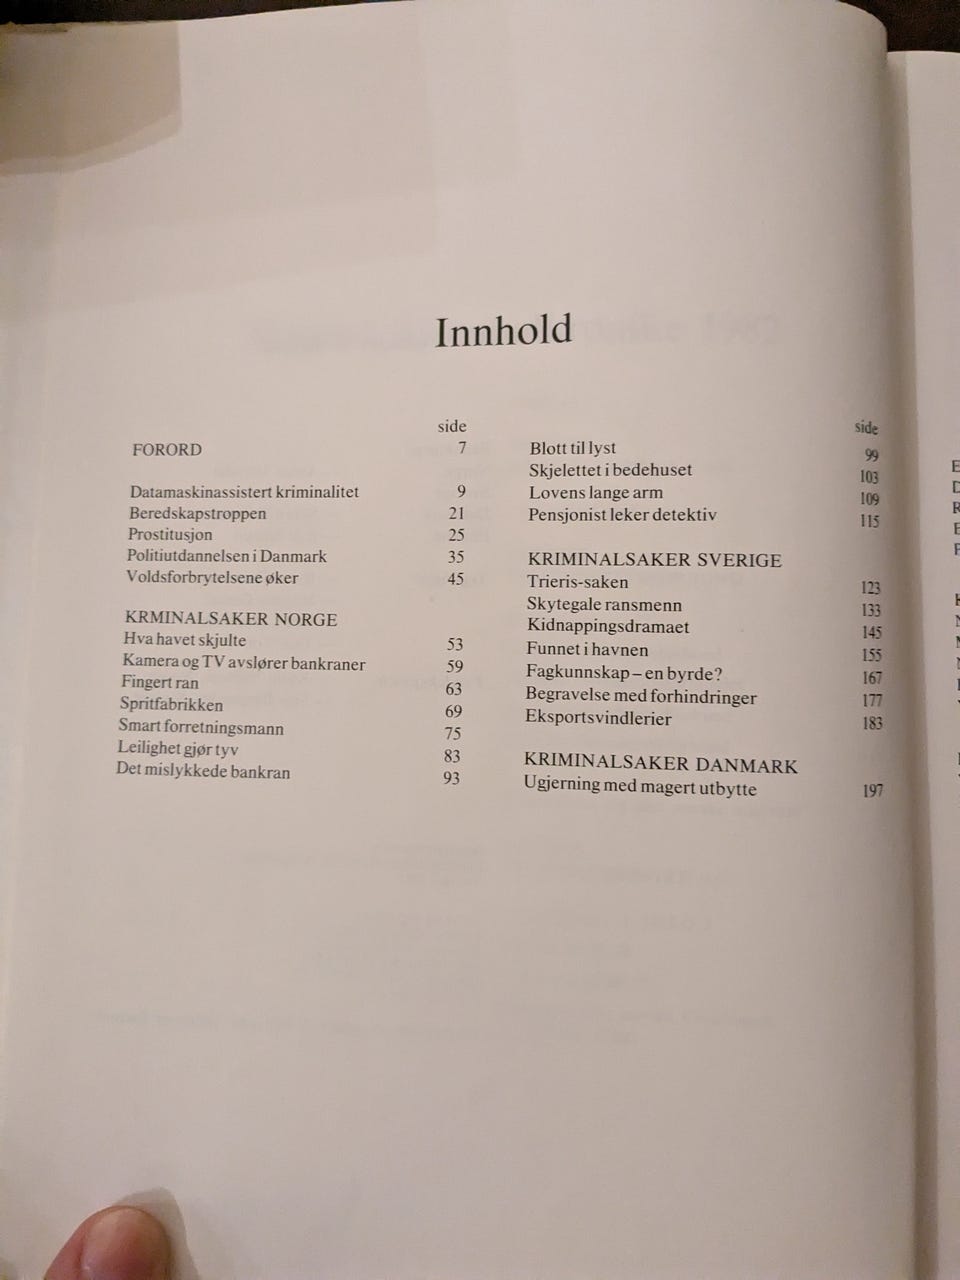 Innhold
side
FORORD 7
Datamaskinassistert kriminalitet 9
Beredskapstroppen 21
Prostitusjon 25
Politiutdannelsen i Danmark 35
Voldsforbrytelsene øker 45
KRMINALSAKER NORGE
Hva havet skjulte 53
Kamera og TV avslører bankraner 59
Fingert ran 63
Spritfabrikken 69
Smart forretningsmann 75
Leilighet gjør tyv 83
Det mislykkede bankran 93
side
Blott til lyst 99
Skjelettet i bedehuset 103
Lovens lange arm 109
Pensjonist leker detektiv 115
KRIMINALSAKER SVERIGE
Trieris-saken 123
Skytegale ransmenn 133
Kidnappingsdramaet 145
Funnet i havnen 155
Fagkunnskap – en byrde? 167
Begravelse med forhindringer 177
Eksportsvindlerier 183
KRIMINALSAKER DANMARK
Ugjerning med magert utbytte 197